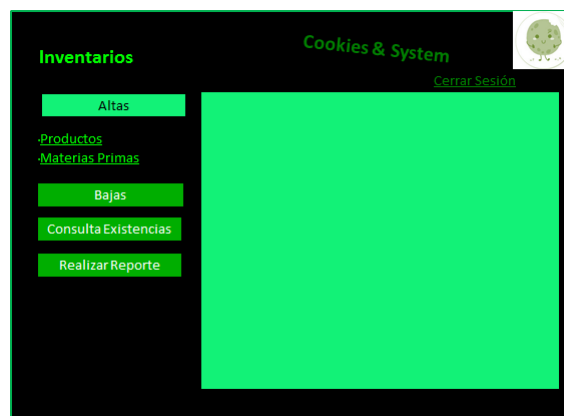 Cookies & System
Inventarios
Cerrar Sesión
Altas
·Productos
·Materias Primas
Bajas
Consulta Existencias
Realizar Reporte